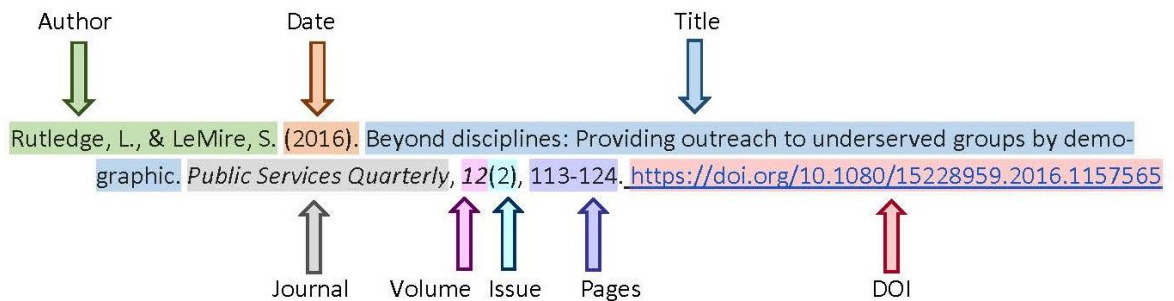 Author Date Title
Rutledge, L., & LeMire, S. (2016). Beyond disciplines: Providing outreach to underserved groups by demo-
graphic. Public Services Quarterly, 12(2), 113-124. https://doi.org/10.1080/15228959.2016.1157565
Journal Volume Issue Pages DOI